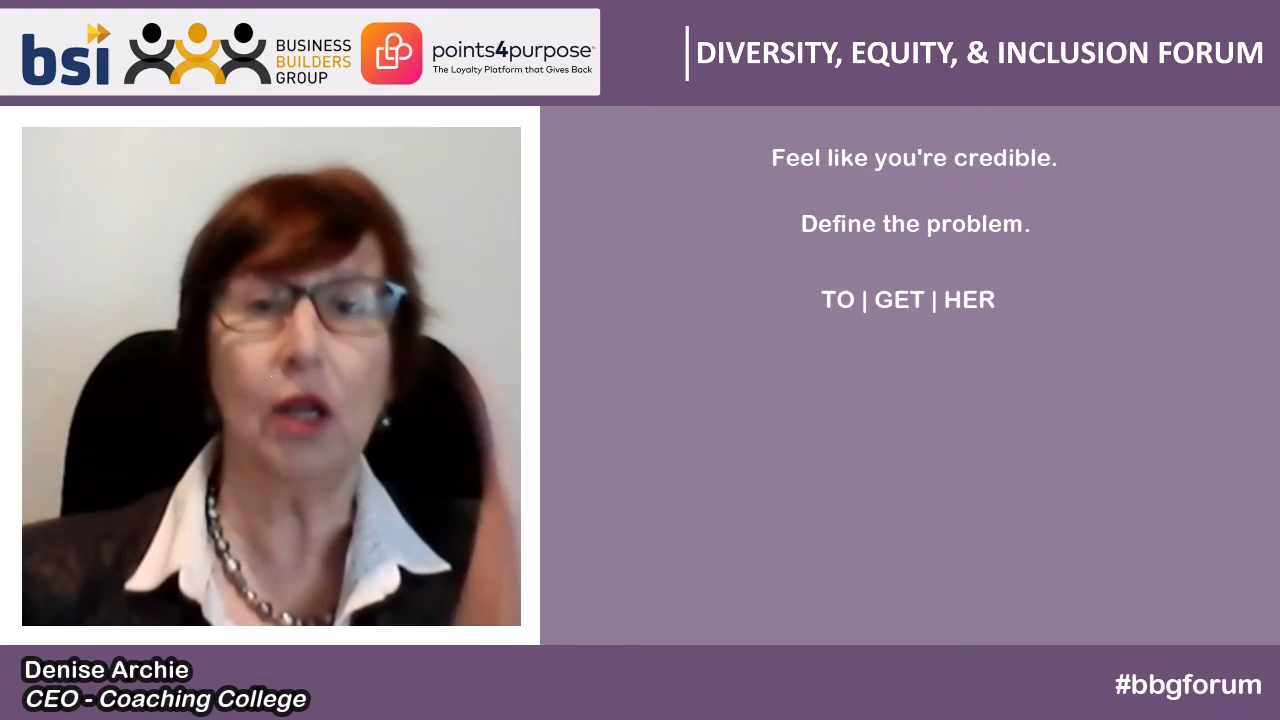 bsi
BUSINESS
BUILDERS
GROUP
points4purpose
The Loyalty Platform that Gives Back
DIVERSITY, EQUITY, & INCLUSION FORUM
Feel like you're credible.
Define the problem.
TO | GET | HER
Denise Archie
CEO - Coaching College
#bbgforum